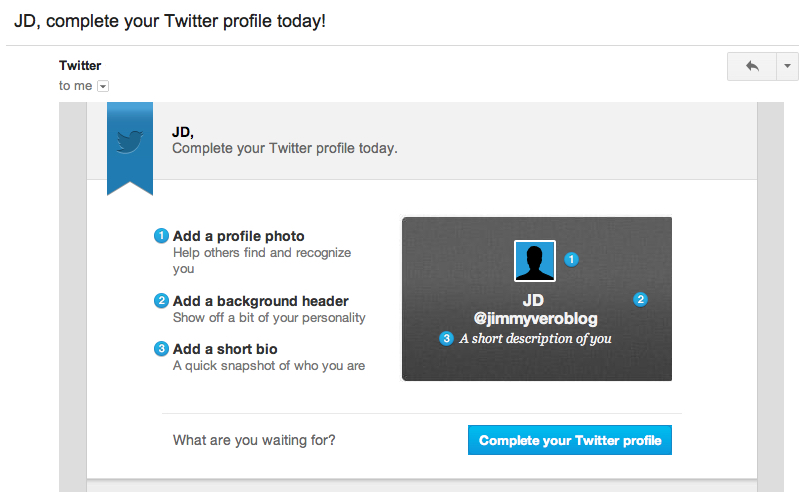 JD, complete your Twitter profile today!
Twitter
to me
JD,
Complete your Twitter profile today.
1 Add a profile photo
Help others find and recognize
you
2 Add a background header
Show off a bit of your personality
3 Add a short bio
A quick snapshot of who you are
1
2
JD
@jimmyveroblog
3 A short description of you
What are you waiting for?
Complete your Twitter profile